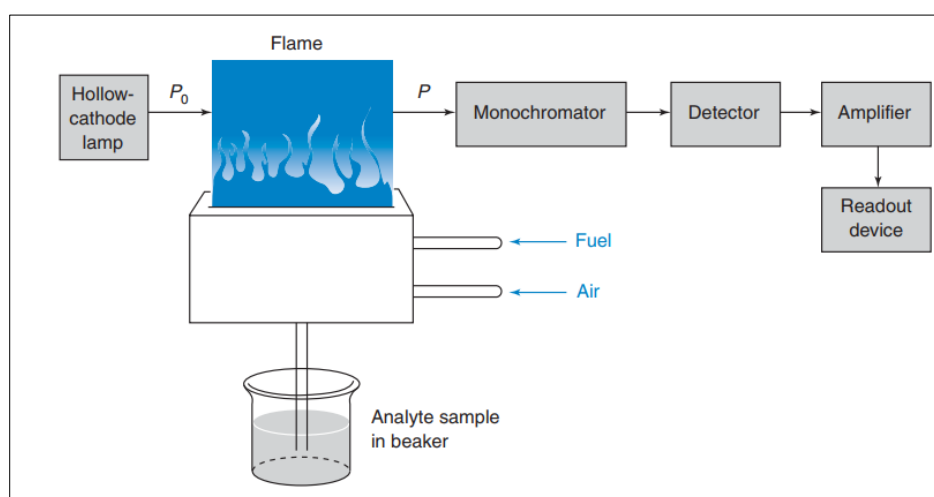 Flame
Hollow-
cathode
lamp
P0
P
Monochromator
Detector
Amplifier
Readout
device
Fuel
Air
Analyte sample
in beaker